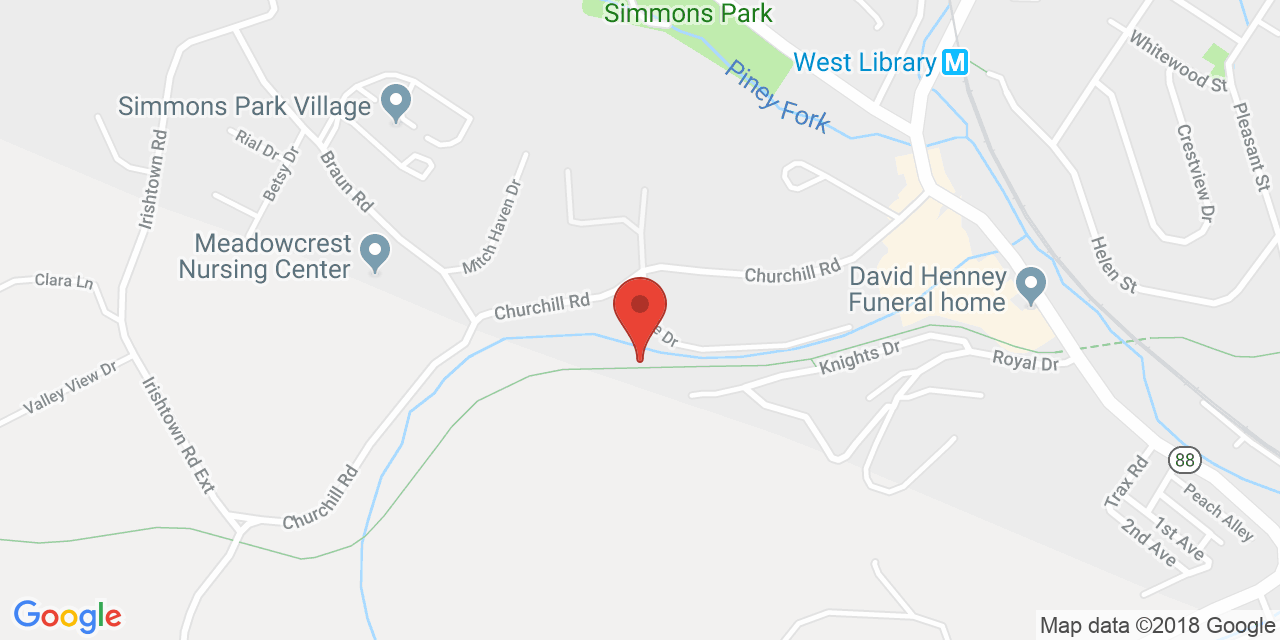 Simmons Park
West Library M
Piney Fork
Whitewood St
Pleasant St
Crestview Dr
Helen St
Simmons Park Village
Rial Dr
Betsy Dr
Irishtown Rd
Braun Rd
Mitch Haven Dr
Meadowcrest
Nursing Center
Clara Ln
Churchill Rd
Churchill Rd
David Henney
Funeral home
e Dr
Knights Dr
Royal Dr
Valley View Dr
Irishtown Rd Ext
Churchill Rd
88
Trax Rd
Peach Alley
1st Ave
2nd Ave
Google
Map data ©2018 Google